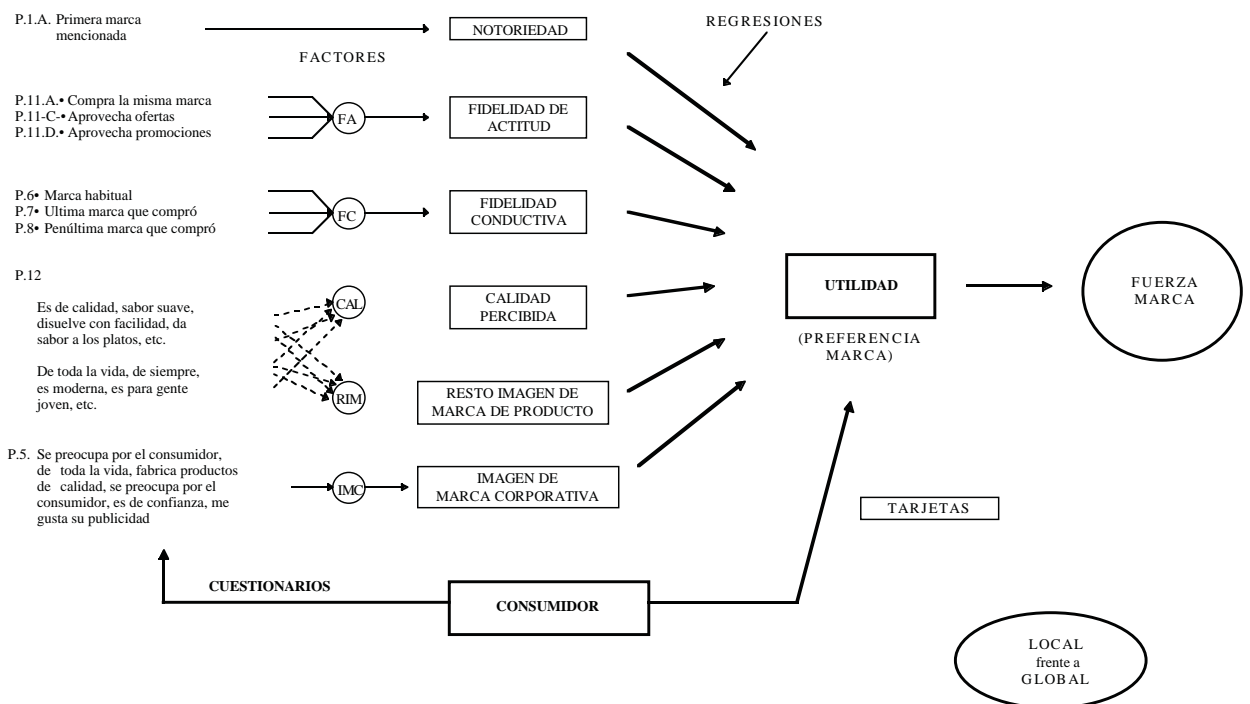 P.1.A. Primera marca
mencionada
FACTORES
NOTORIEDAD
REGRESIONES
P.11.A.• Compra la misma marca
P.11-C-• Aprovecha ofertas
P.11.D.• Aprovecha promociones
FA
FIDELIDAD DE
ACTITUD
P.6• Marca habitual
P.7• Ultima marca que compró
P.8• Penúltima marca que compró
FC
FIDELIDAD
CONDUCTIVA
P.12
Es de calidad, sabor suave,
disuelve con facilidad, da
sabor a los platos, etc.
De toda la vida, de siempre,
es moderna, es para gente
joven, etc.
CAL
CALIDAD
PERCIBIDA
RIM
RESTO IMAGEN DE
MARCA DE PRODUCTO
P.5. Se preocupa por el consumidor,
de toda la vida, fabrica productos
de calidad, se preocupa por el
consumidor, es de confianza, me
gusta su publicidad
IMC
IMAGEN DE
MARCA CORPORATIVA
UTILIDAD
(PREFERENCIA
MARCA)
FUERZA
MARCA
TARJETAS
CUESTIONARIOS
CONSUMIDOR
LOCAL
frente a
GLOBAL